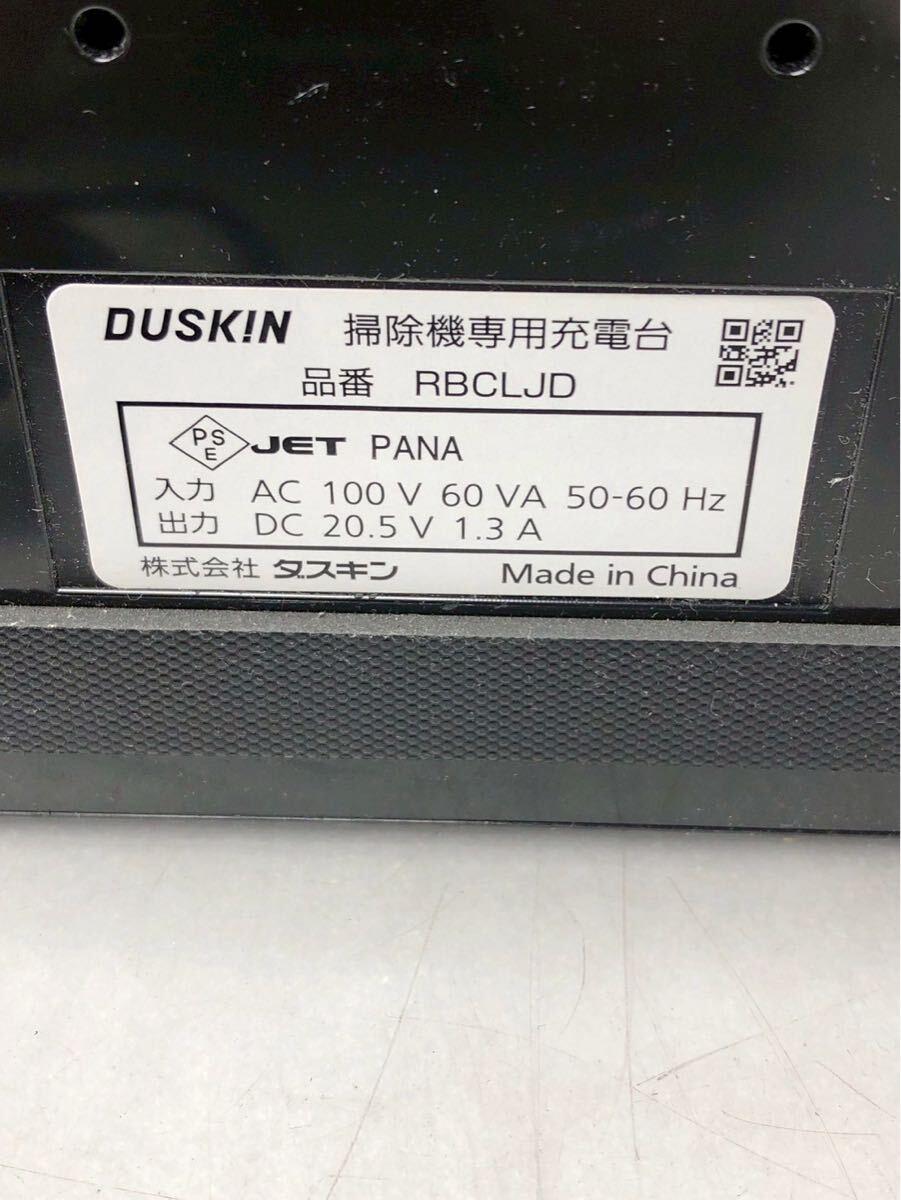 DUSK!N 掃除機専用充電台
品番 RBCLJD
PS
E
JET PANA
入力 AC 100 V 60 VA 50-60 Hz
出力 DC 20.5 V 1.3 A
株式会社 ダスキン Made in China